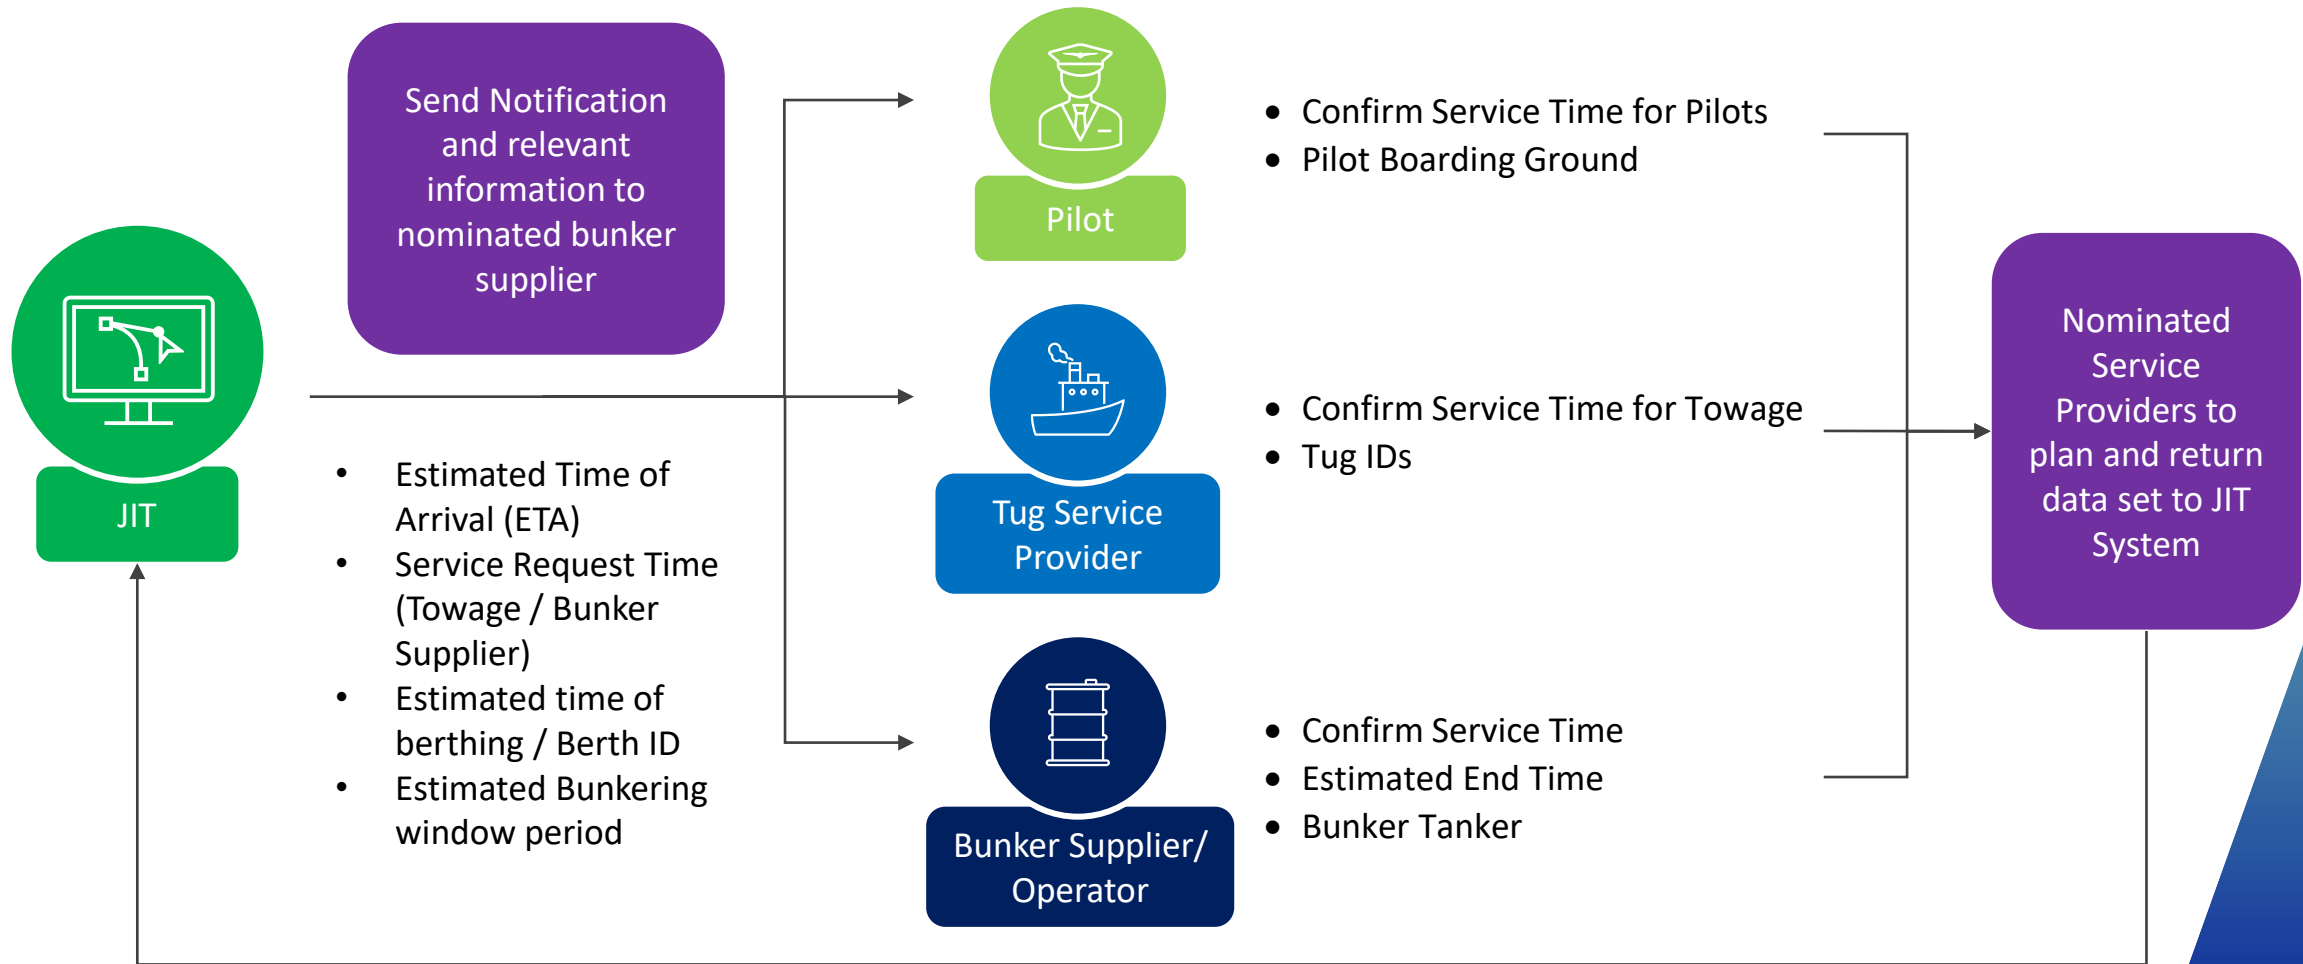 Send Notification
and relevant
information to
nominated bunker
supplier
JIT
• Estimated Time of
Arrival (ETA)
• Service Request Time
(Towage / Bunker
Supplier)
• Estimated time of
berthing / Berth ID
• Estimated Bunkering
window period
Pilot
• Confirm Service Time for Pilots
• Pilot Boarding Ground
Tug Service
Provider
• Confirm Service Time for Towage
• Tug IDs
Bunker Supplier/
Operator
• Confirm Service Time
• Estimated End Time
• Bunker Tanker
Nominated
Service
Providers to
plan and return
data set to JIT
System